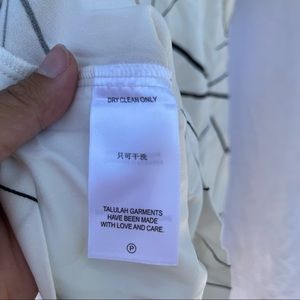 DRY CLEAN ONLY
只可干洗
TALULAH GARMENTS
HAVE BEEN MADE
WITH LOVE AND CARE.
P